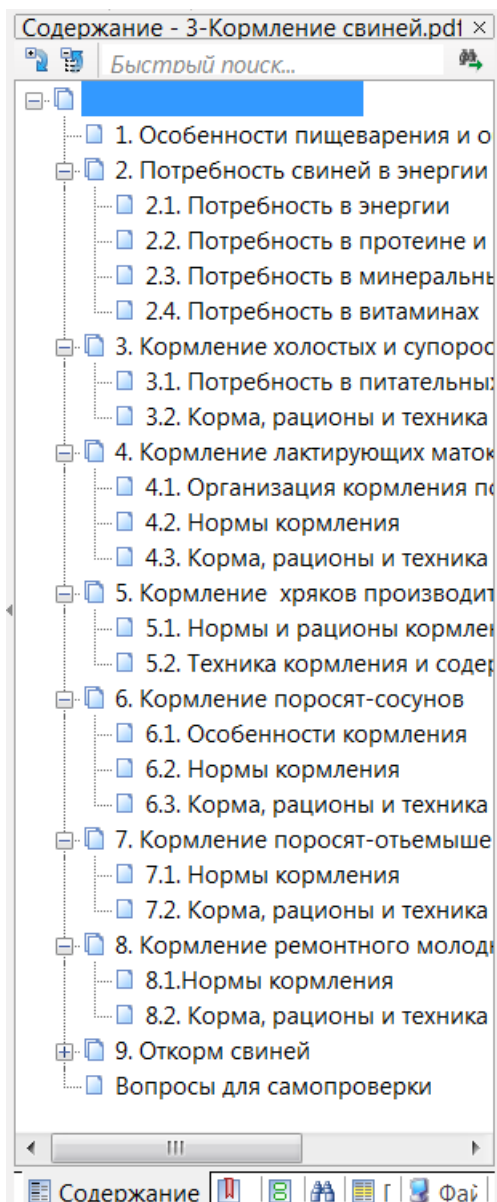 Содержание - 3-Кормление свиней.pdf
Быстрый поиск...
1. Особенности пищеварения и о
2. Потребность свиней в энергии
2.1. Потребность в энергии
2.2. Потребность в протеине и
2.3. Потребность в минеральны
2.4. Потребность в витаминах
3. Кормление холостых и супорос
3.1. Потребность в питательных
3.2. Корма, рационы и техника
4. Кормление лактирующих маток
4.1. Организация кормления по
4.2. Нормы кормления
4.3. Корма, рационы и техника
5. Кормление хряков производит
5.1. Нормы и рационы кормлен
5.2. Техника кормления и содер
6. Кормление поросят-сосунов
6.1. Особенности кормления
6.2. Нормы кормления
6.3. Корма, рационы и техника
7. Кормление поросят-отьемыше
7.1. Нормы кормления
7.2. Корма, рационы и техника
8. Кормление ремонтного молодн
8.1.Нормы кормления
8.2. Корма, рационы и техника
9. Откорм свиней
Вопросы для самопроверки
Содержание Г Фай